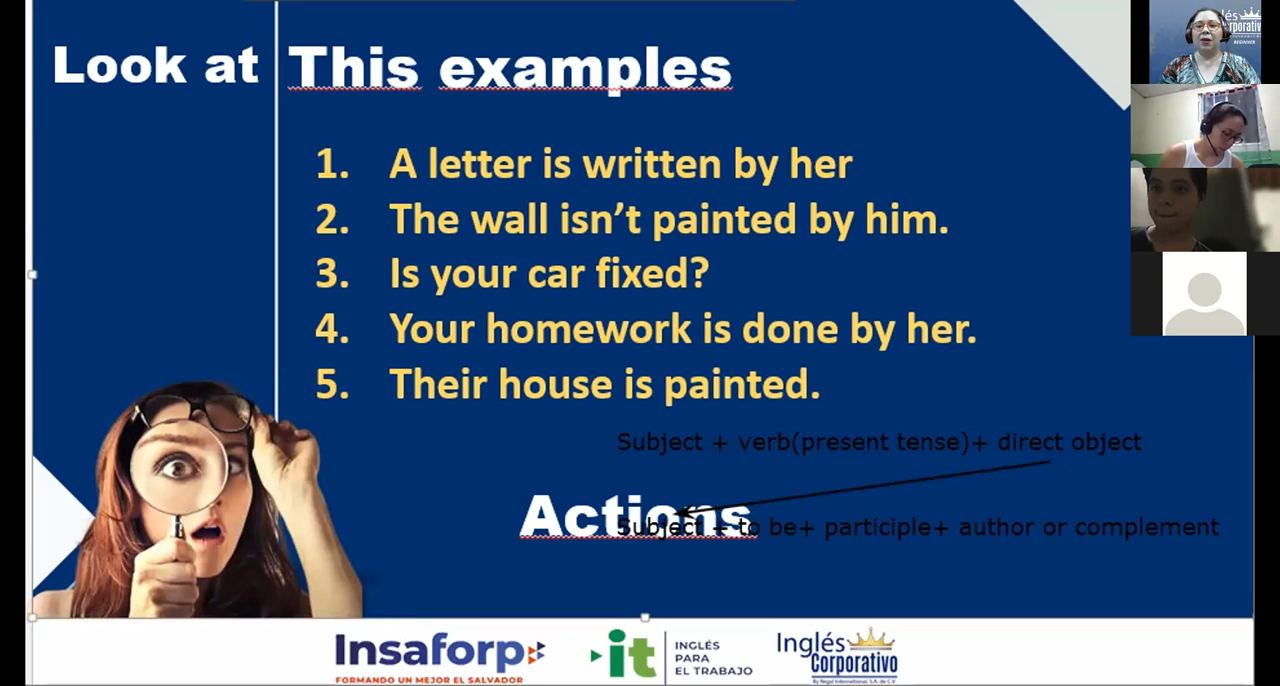 Look at This examples
1. A letter is written by her
2. The wall isn't painted by him.
3. Is your car fixed?
4. Your homework is done by her.
5. Their house is painted.
Subject + verb(present tense)+ direct object
Actions
Subject + to be+ participle+ author or complement
Insaforp
FORMANDO UN MEJOR EL SALVADOR
it
INGLÉS
PARA
EL TRABAJO
Inglés
Corporativo
By Regal International, S.A. de C.V
BEGINNER